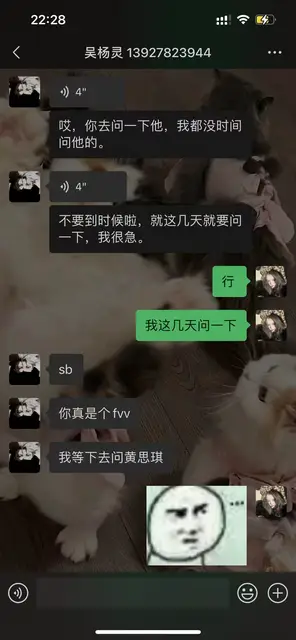 22:28
吴杨灵 13927823944
4"
哎，你去问一下他，我都没时间
问他的。
4"
不要到时候啦，就这几天就要问
一下，我很急。
行
我这几天问一下
sb
你真是个fvv
我等下去问黄思琪
...